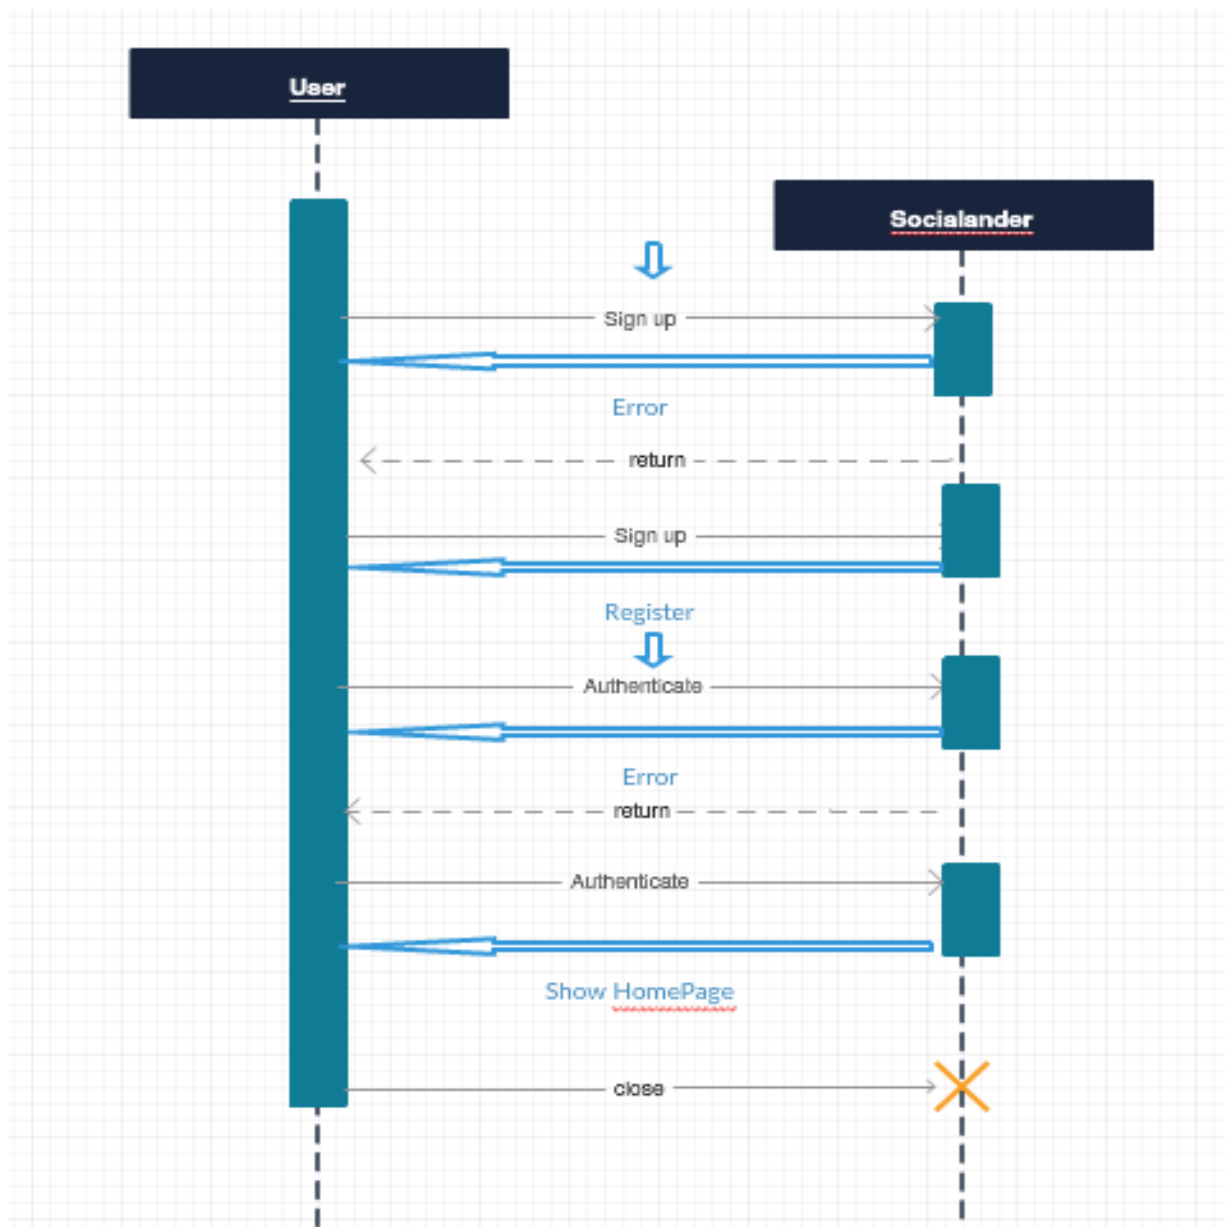 User
Socialander
Sign up
Error
return
Sign up
Register
Authenticate
Error
return
Authenticate
Show HomePage
close